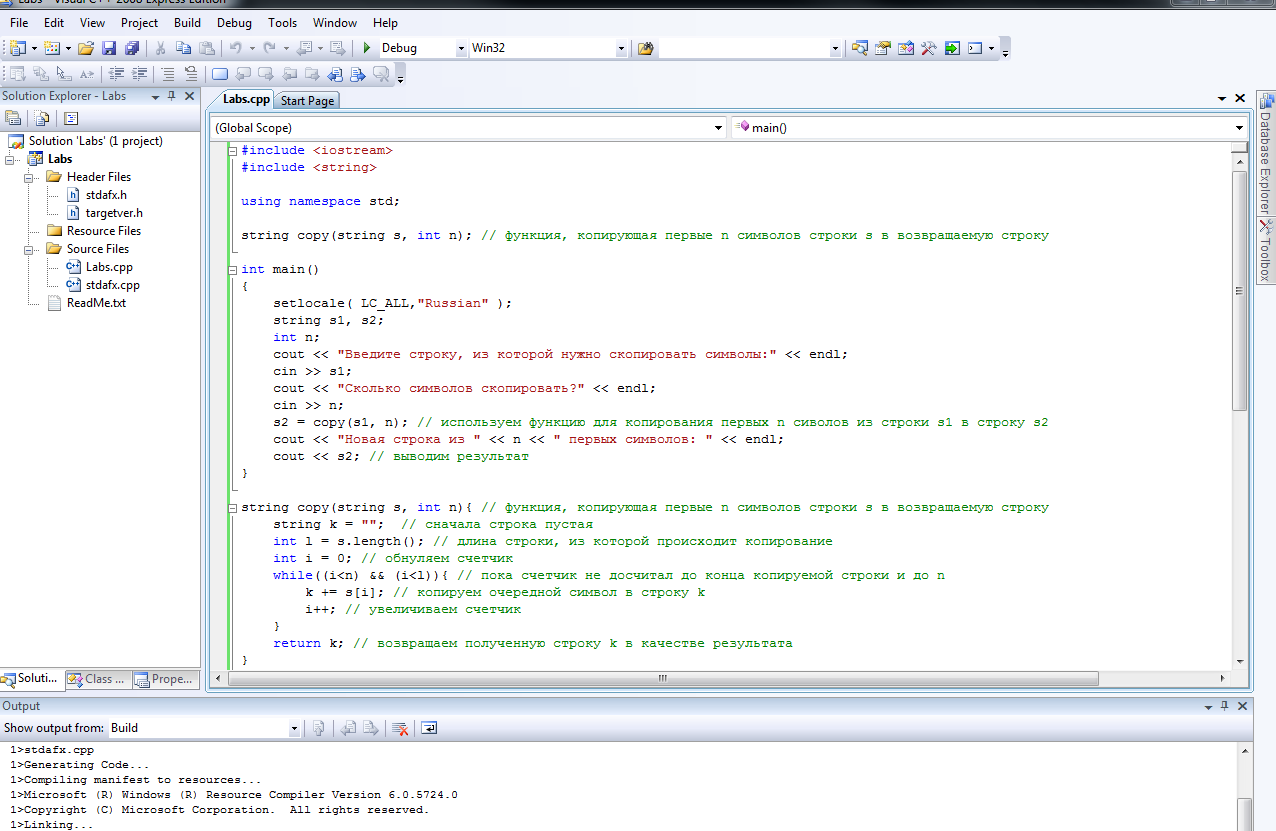 Labs - Visual C++ 2008 Express Edition
File Edit View Project Build Debug Tools Window Help
Debug Win32
Solution Explorer - Labs
Solution 'Labs' (1 project)
Labs
Header Files
stdafx.h
targetver.h
Resource Files
Source Files
Labs.cpp
stdafx.cpp
ReadMe.txt
Soluti... Class ... Prope...
Labs.cpp Start Page
(Global Scope) main()
#include <iostream>
#include <string>
using namespace std;
string copy(string s, int n); // функция, копирующая первые n символов строки s в возвращаемую строку
int main()
{
setlocale( LC_ALL,"Russian" );
string s1, s2;
int n;
cout << "Введите строку, из которой нужно скопировать символы:" << endl;
cin >> s1;
cout << "Сколько символов скопировать?" << endl;
cin >> n;
s2 = copy(s1, n); // используем функцию для копирования первых n сиволов из строки s1 в строку s2
cout << "Новая строка из " << n << " первых символов: " << endl;
cout << s2; // выводим результат
}
string copy(string s, int n){ // функция, копирующая первые n символов строки s в возвращаемую строку
string k = ""; // сначала строка пустая
int l = s.length(); // длина строки, из которой происходит копирование
int i = 0; // обнуляем счетчик
while((i<n) && (i<l)){ // пока счетчик не досчитал до конца копируемой строки и до n
k += s[i]; // копируем очередной символ в строку k
i++; // увеличиваем счетчик
}
return k; // возвращаем полученную строку k в качестве результата
}
Database Explorer
Toolbox
Output
Show output from: Build
1>stdafx.cpp
1>Generating Code...
1>Compiling manifest to resources...
1>Microsoft (R) Windows (R) Resource Compiler Version 6.0.5724.0
1>Copyright (C) Microsoft Corporation. All rights reserved.
1>Linking...